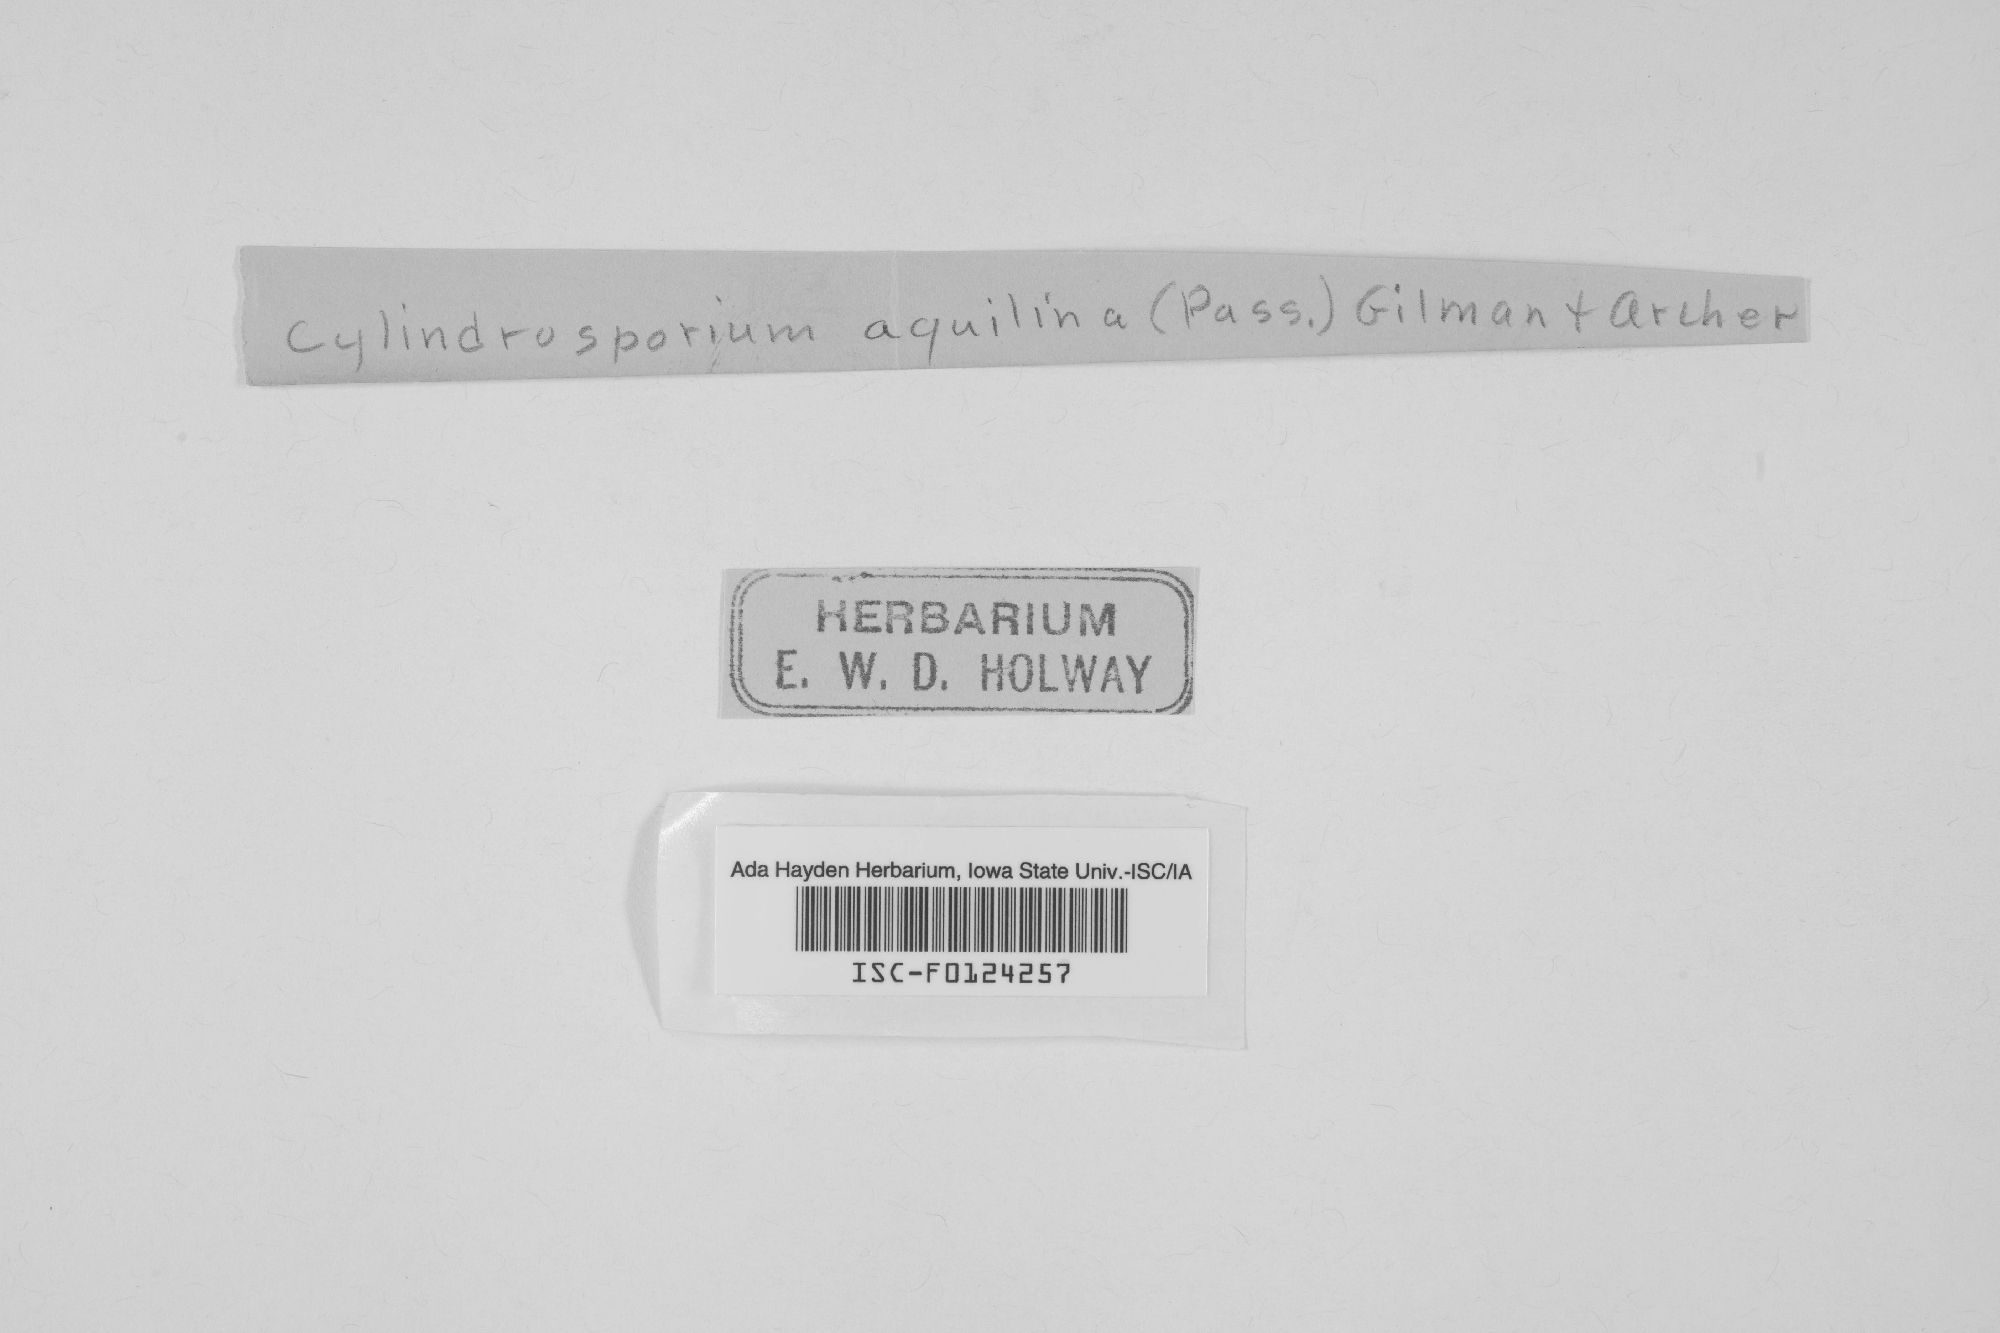 Cylindrosporium aquilina (Pass.) Gilman + Archer
HERBARIUM
E. W. D. HOLWAY
Ada Hayden Herbarium, Iowa State Univ.-ISC/IA
ISC-F0124257